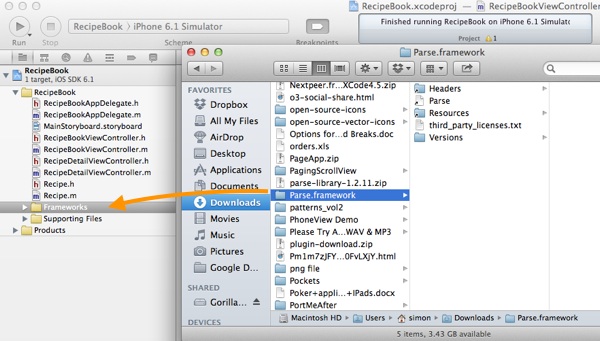 RecipeBook.xcodeproj — RecipeBookViewController.
Run
Stop
RecipeBook
iPhone 6.1 Simulator
Scheme
Breakpoints
Finished running RecipeBook on iPhone 6.1 Simulato
Project
1
RecipeBook
1 target, iOS SDK 6.1
RecipeBook
RecipeBookAppDelegate.h
RecipeBookAppDelegate.m
MainStoryboard.storyboard
RecipeBookViewController.h
RecipeBookViewController.m
RecipeDetailViewController.h
RecipeDetailViewController.m
Recipe.h
Recipe.m
Frameworks
Supporting Files
Products
Parse.framework
FAVORITES
Dropbox
All My Files
AirDrop
Desktop
Applications
Documents
Downloads
Movies
Music
Pictures
Google D...
SHARED
Gorilla...
DEVICES
Nextpeer.fr...XCode4.5.zip
o3-social-share.html
open-source-icons
open-source-vector-icons
Options for...d Breaks.doc
orders.xls
PageApp.zip
PagingScrollView
parse-library-1.2.11.zip
Parse.framework
patterns_vol2
PhoneView Demo
Please Try A...WAV & MP3
plugin-download.zip
Pm1m7zJFY...0FvLXjY.html
png file
Pockets
Poker+appli...+IPads.docx
PortMeAfter
Headers
Parse
Resources
third_party_licenses.txt
Versions
Macintosh HD
Users
simon
Downloads
Parse.framework
5 items, 3.43 GB available